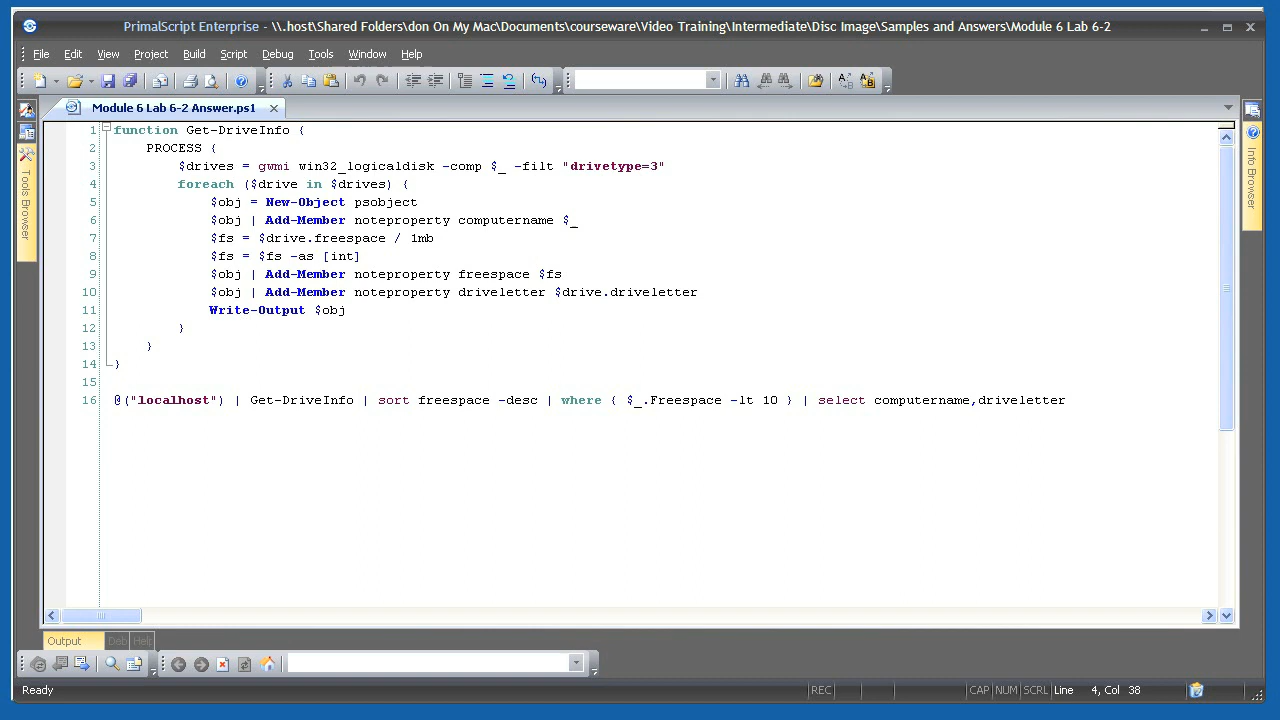 PrimalScript Enterprise - \\.host\Shared Folders\don On My Mac\Documents\courseware\Video Training\Intermediate\Disc Image\Samples and Answers\Module 6 Lab 6-2
File Edit View Project Build Script Debug Tools Window Help
Module 6 Lab 6-2 Answer.ps1
Tools Browser
Info Browser
1 function Get-DriveInfo {
2 PROCESS {
3 $drives = gwmi win32_logicaldisk -comp $_ -filt "drivetype=3"
4 foreach ($drive in $drives) {
5 $obj = New-Object psobject
6 $obj | Add-Member noteproperty computername $_
7 $fs = $drive.freespace / 1mb
8 $fs = $fs -as [int]
9 $obj | Add-Member noteproperty freespace $fs
10 $obj | Add-Member noteproperty driveletter $drive.driveletter
11 Write-Output $obj
12 }
13 }
14 }
15
16 @("localhost") | Get-DriveInfo | sort freespace -desc | where { $_.Freespace -lt 10 } | select computername,driveletter
Output Deb Help
Ready REC CAP NUM SCRL Line 4, Col 38